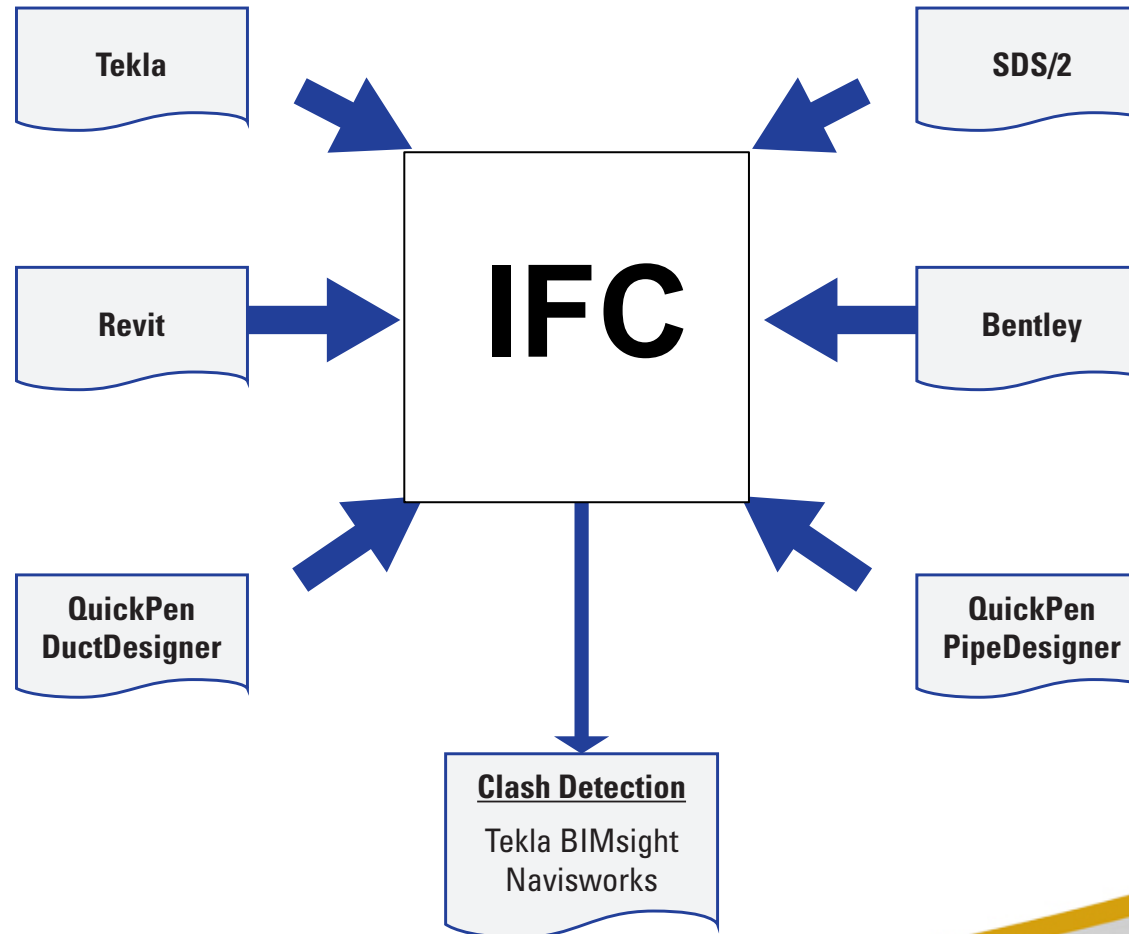 Tekla
SDS/2
IFC
Revit
Bentley
QuickPen
DuctDesigner
QuickPen
PipeDesigner
Clash Detection
Tekla BIMsight
Navisworks